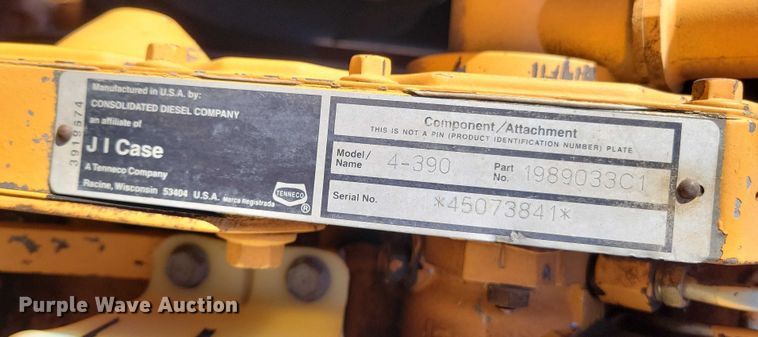 Manufactured in U.S.A. by:
CONSOLIDATED DIESEL COMPANY
an affiliate of
J I Case
A Tenneco Company
Racine, Wisconsin 53404 U.S.A. Marca Registrada
TENNECO
®
3919674
Component/Attachment
THIS IS NOT A PIN (PRODUCT IDENTIFICATION NUMBER) PLATE
Model/
Name 4-390 Part
No. 1989033C1
Serial No. *45073841*
Purple Wave Auction